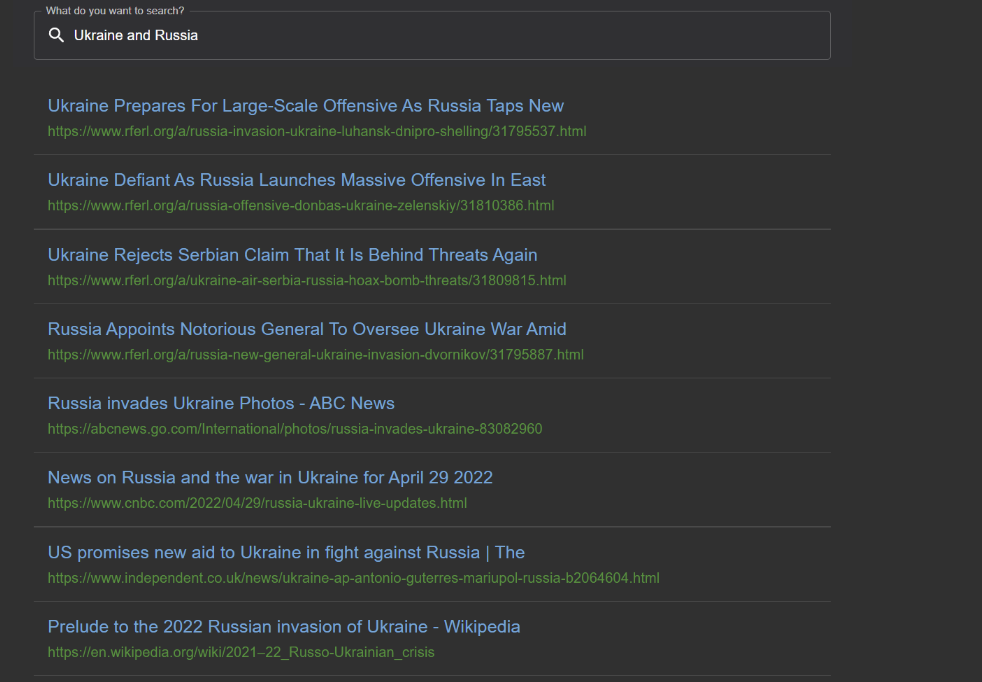 What do you want to search?
Ukraine and Russia
Ukraine Prepares For Large-Scale Offensive As Russia Taps New
https://www.rferl.org/a/russia-invasion-ukraine-luhansk-dnipro-shelling/31795537.html
Ukraine Defiant As Russia Launches Massive Offensive In East
https://www.rferl.org/a/russia-offensive-donbas-ukraine-zelenskiy/31810386.html
Ukraine Rejects Serbian Claim That It Is Behind Threats Again
https://www.rferl.org/a/ukraine-air-serbia-russia-hoax-bomb-threats/31809815.html
Russia Appoints Notorious General To Oversee Ukraine War Amid
https://www.rferl.org/a/russia-new-general-ukraine-invasion-dvornikov/31795887.html
Russia invades Ukraine Photos - ABC News
https://abcnews.go.com/International/photos/russia-invades-ukraine-83082960
News on Russia and the war in Ukraine for April 29 2022
https://www.cnbc.com/2022/04/29/russia-ukraine-live-updates.html
US promises new aid to Ukraine in fight against Russia | The
https://www.independent.co.uk/news/ukraine-ap-antonio-guterres-mariupol-russia-b2064604.html
Prelude to the 2022 Russian invasion of Ukraine - Wikipedia
https://en.wikipedia.org/wiki/2021–22_Russo-Ukrainian_crisis